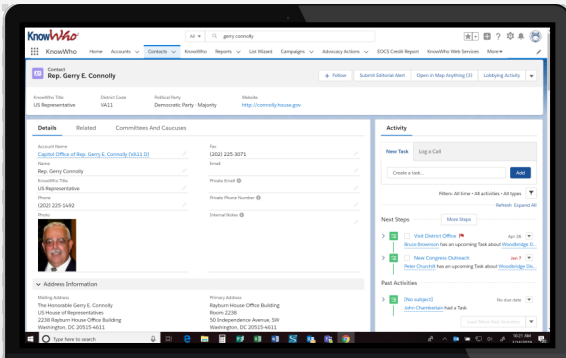 KnowWho
All
gerry connolly
KnowWho Home Accounts Contacts KnowWho Reports List Wizard Campaigns Advocacy Actions EOCS Credit Report KnowWho Web Services More
Contact
Rep. Gerry E. Connolly
+ Follow Submit Editorial Alert Open in Map Anything (3) Lobbying Activity
KnowWho Title District Code Political Party Website
US Representative VA11 Democratic Party - Majority http://connolly.house.gov
Details Related Committees And Caucuses
Account Name
Capitol Office of Rep. Gerry E. Connolly (VA11 D)
Name
Rep. Gerry Connolly
KnowWho Title
US Representative
Phone
(202) 225-1492
Photo
Fax
(202) 225-3071
Email
Private Email
Private Phone Number
Internal Notes
Address Information
Mailing Address
The Honorable Gerry E. Connolly
US House of Representatives
2238 Rayburn House Office Building
Washington, DC 20515-4611
Primary Address
Rayburn House Office Building
Room 2238
50 Independence Avenue, SW
Washington, DC 20515-4611
Activity
New Task Log a Call
Create a task... Add
Filters: All time • All activities • All types
Refresh Expand All
Next Steps More Steps
Visit District Office Apr 26
Bruce Bowerson has an upcoming Task about Woodbridge D...
New Congress Outreach Jan 7
Peter Churchill has an upcoming Task about Woodbridge Dis...
Past Activities
[No subject] No due date
John Chamberlan had a Task
Type here to search
10:21 AM